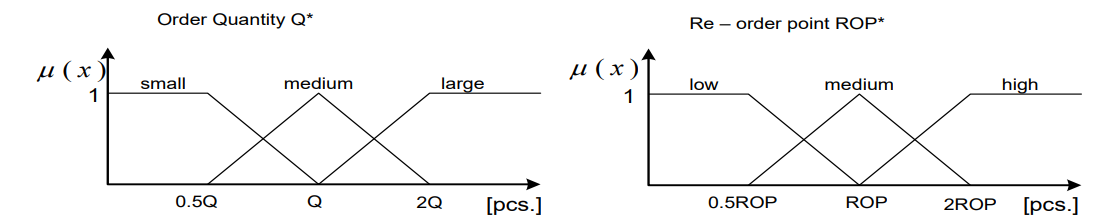 Order Quantity Q*
μ ( x )
1
small
medium
large
0.5Q
Q
2Q
[pcs.]
Re – order point ROP*
μ ( x )
1
low
medium
high
0.5ROP
ROP
2ROP
[pcs.]